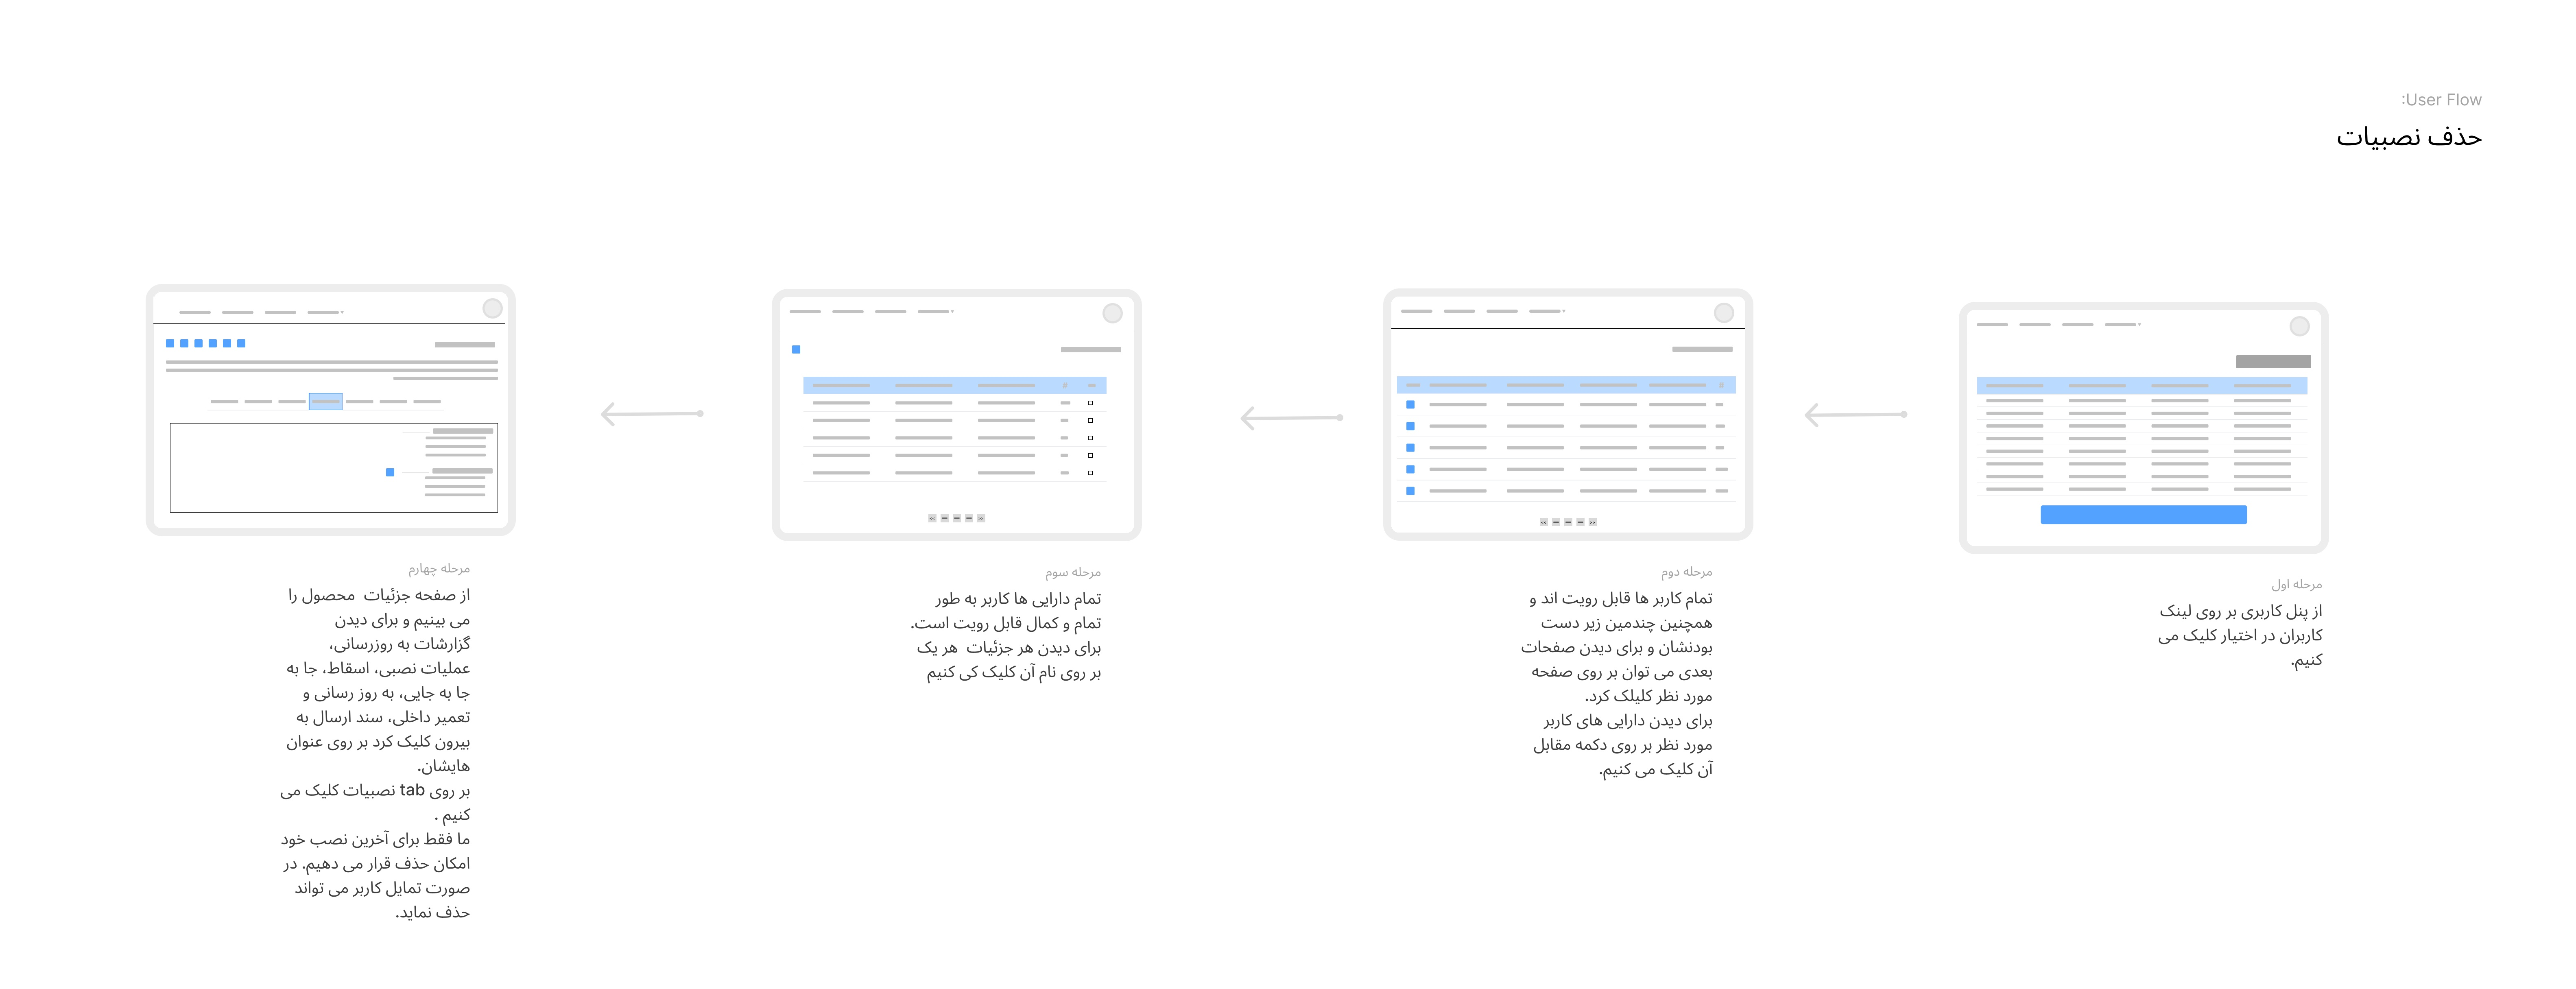 User Flow:
حذف نصبیات
مرحله اول
از پنل کاربری بر روی لینک
کاربران در اختیار کلیک می
کنیم.
مرحله دوم
تمام کاربر ها قابل رویت اند و
همچنین چندمین زیر دست
بودنشان و برای دیدن صفحات
بعدی می توان بر روی صفحه
مورد نظر کلیلک کرد.
برای دیدن دارایی های کاربر
مورد نظر بر روی دکمه مقابل
آن کلیک می کنیم.
مرحله سوم
تمام دارایی ها کاربر به طور
تمام و کمال قابل رویت است.
برای دیدن هر جزئیات هر یک
بر روی نام آن کلیک کی کنیم
مرحله چهارم
از صفحه جزئیات محصول را
می بینیم و برای دیدن
گزارشات به روزرسانی،
عملیات نصبی، اسقاط، جا به
جا به جایی، به روز رسانی و
تعمیر داخلی، سند ارسال به
بیرون کلیک کرد بر روی عنوان
هایشان.
بر روی tab نصبیات کلیک می
کنیم .
ما فقط برای آخرین نصب خود
امکان حذف قرار می دهیم. در
صورت تمایل کاربر می تواند
حذف نماید.